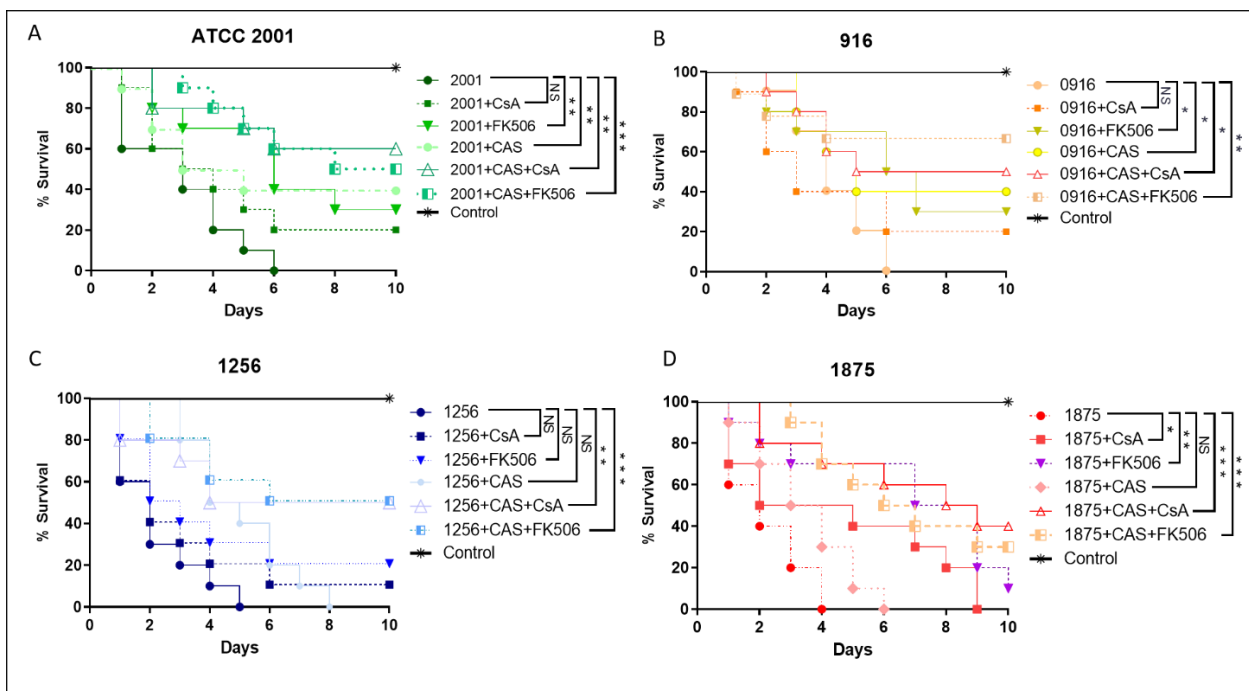 A
ATCC 2001
% Survival
100
80
60
40
20
0
0 2 4 6 8 10
Days
2001
2001+CsA
2001+FK506
2001+CAS
2001+CAS+CsA
2001+CAS+FK506
Control
NS
**
**
***
***
B
916
% Survival
100
80
60
40
20
0
0 2 4 6 8 10
Days
0916
0916+CsA
0916+FK506
0916+CAS
0916+CAS+CsA
0916+CAS+FK506
Control
NS
*
*
*
**
C
1256
% Survival
100
80
60
40
20
0
0 2 4 6 8 10
Days
1256
1256+CsA
1256+FK506
1256+CAS
1256+CAS+CsA
1256+CAS+FK506
Control
NS
NS
NS
**
***
D
1875
% Survival
100
80
60
40
20
0
0 2 4 6 8 10
Days
1875
1875+CsA
1875+FK506
1875+CAS
1875+CAS+CsA
1875+CAS+FK506
Control
*
***
NS
***
***